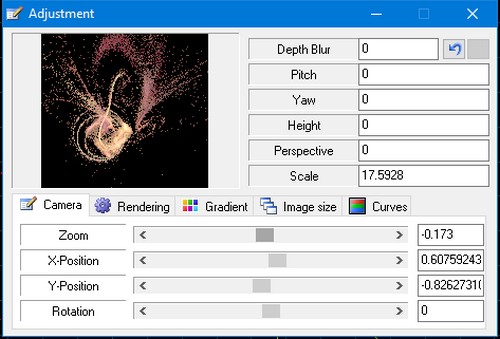 Adjustment
Depth Blur 0
Pitch 0
Yaw 0
Height 0
Perspective 0
Scale 17.5928
Camera Rendering Gradient Image size Curves
Zoom -0.173
X-Position 0.60759243
Y-Position -0.8262731
Rotation 0